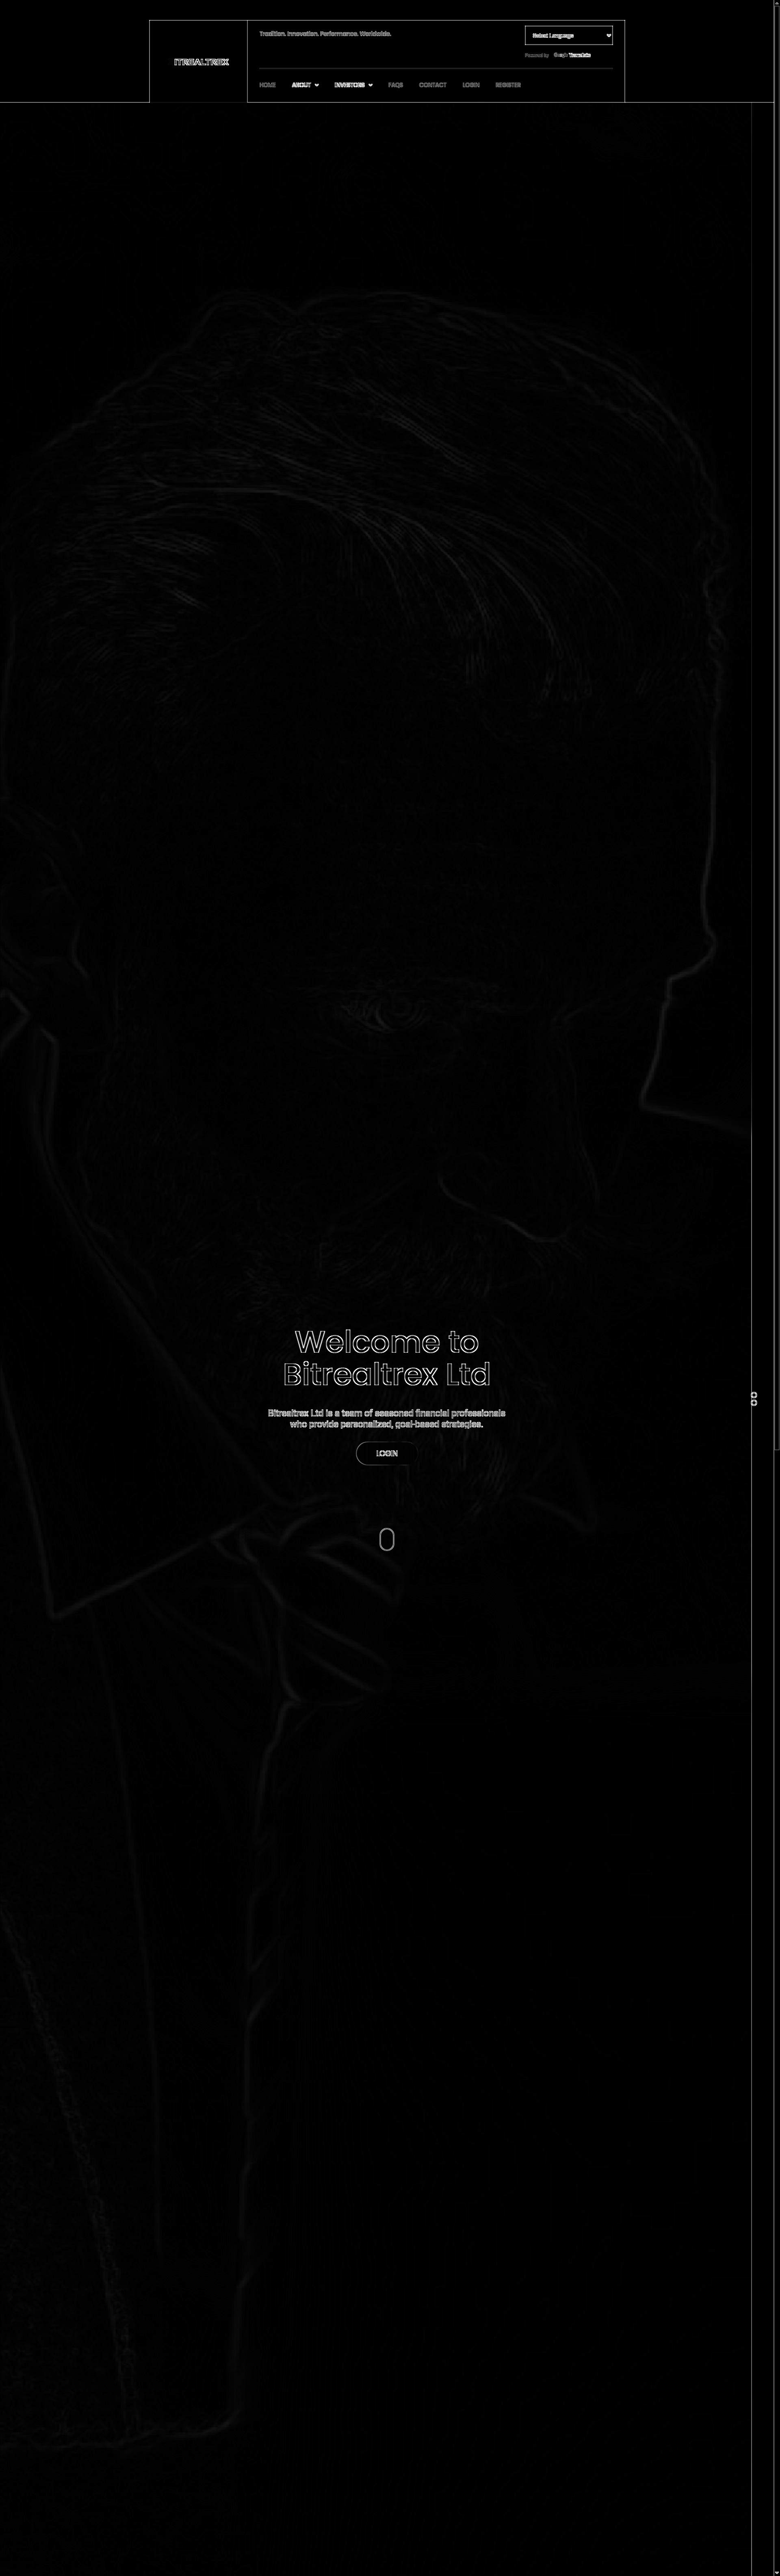 ITREALTREX
Tradition. Innovation. Performance. Worldwide.
Select Language
Powered by Google Translate
HOME ABOUT INVESTORS FAQS CONTACT LOGIN REGISTER
Welcome to
Bitrealtrex Ltd
Bitrealtrex Ltd is a team of seasoned financial professionals
who provide personalized, goal-based strategies.
LOGIN